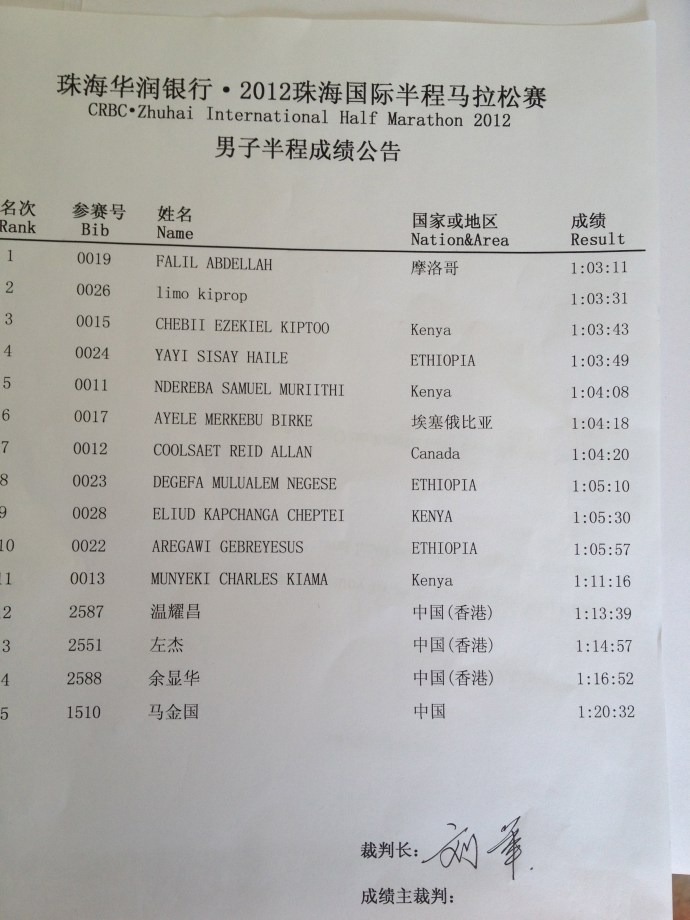 珠海华润银行·2012珠海国际半程马拉松赛
CRBC•Zhuhai International Half Marathon 2012
男子半程成绩公告
名次 参赛号 姓名 国家或地区 成绩
Rank Bib Name Nation&Area Result
1 0019 FALIL ABDELLAH 摩洛哥 1:03:11
2 0026 limo kiprop 1:03:31
3 0015 CHEBII EZEKIEL KIPTOO Kenya 1:03:43
4 0024 YAYI SISAY HAILE ETHIOPIA 1:03:49
5 0011 NDEREBA SAMUEL MURIITHI Kenya 1:04:08
6 0017 AYELE MERKEBU BIRKE 埃塞俄比亚 1:04:18
7 0012 COOLSAET REID ALLAN Canada 1:04:20
8 0023 DEGEFA MULUALEM NEGESE ETHIOPIA 1:05:10
9 0028 ELIUD KAPCHANGA CHEPTEI KENYA 1:05:30
10 0022 AREGAWI GEBREYESUS ETHIOPIA 1:05:57
11 0013 MUNYEKI CHARLES KIAMA Kenya 1:11:16
2 2587 温耀昌 中国(香港) 1:13:39
3 2551 左杰 中国(香港) 1:14:57
4 2588 余显华 中国(香港) 1:16:52
5 1510 马金国 中国 1:20:32
裁判长:
成绩主裁判: